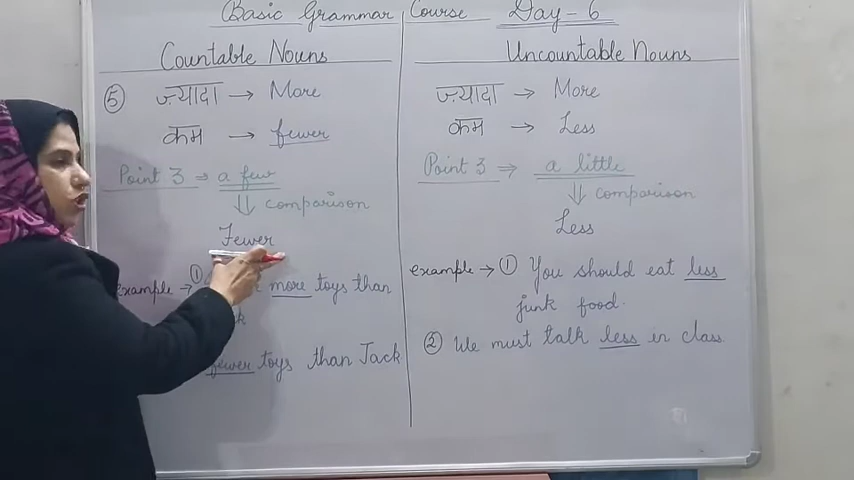 Basic Grammar Course Day - 6
Countable Nouns
⑤ ज़्यादा → More
कम → fewer
Point 3 → a few
⇓ comparison
Fewer
example → ① more toys than
fewer toys than Jack
Uncountable Nouns
ज़्यादा → More
कम → Less
Point 3 ⇒ a little
⇓ comparison
Less
example → ① You should eat less
junk food.
② We must talk less in class.